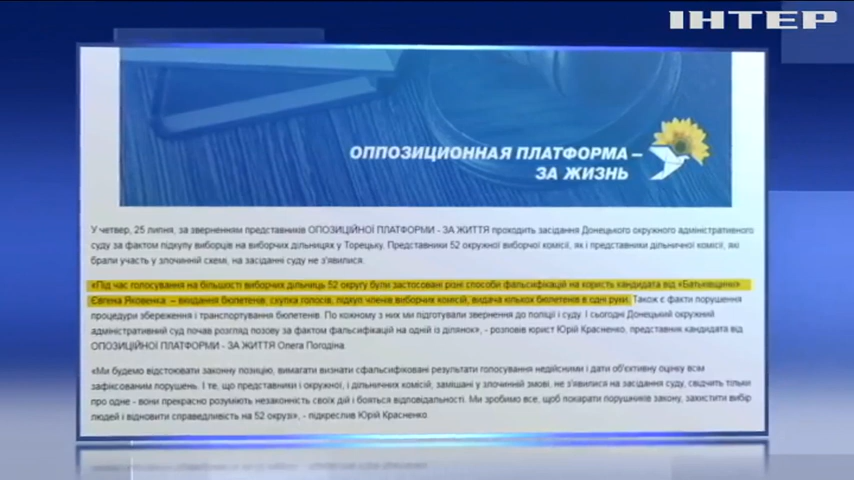 ІНТЕР
ОППОЗИЦИОННАЯ ПЛАТФОРМА –
ЗА ЖИЗНЬ
У четвер, 25 липня, за зверненням представників ОПОЗИЦІЙНОЇ ПЛАТФОРМИ - ЗА ЖИТТЯ проходить засідання Донецького окружного адміністративного
суду за фактом підкупу виборців на виборчих дільницях у Торецьку. Представники 52 окружної виборчої комісії, як і представники дільничної комісії, які
брали участь у злочинній схемі, на засіданні суду не з'явилися.
«Під час голосування на більшості виборчих дільниць 52 округу були застосовані різні способи фальсифікацій на користь кандидата від «Батьківщини»
Євгена Яковенка – вкидання бюлетенів, скупка голосів, підкуп членів виборчих комісій, видача кількох бюлетенів в одні руки. Також є факти порушення
процедури збереження і транспортування бюлетенів. По кожному з них ми підготували звернення до поліції і суду. І сьогодні Донецький окружний
адміністративний суд почав розгляд позову за фактом фальсифікацій на одній із ділянок», - розповів юрист Юрій Красненко, представник кандидата від
ОПОЗИЦІЙНОЇ ПЛАТФОРМИ - ЗА ЖИТТЯ Олега Погодіна.
«Ми будемо відстоювати законну позицію, вимагати визнати сфальсифіковані результати голосування недійсними і дати об'єктивну оцінку всім
зафіксованим порушень. І те, що представники і окружної, і дільничних комісій, замішані у злочинній змові, не з'явилися на засідання суду, свідчить тільки
про одне - вони прекрасно розуміють незаконність своїх дій і бояться відповідальності. Ми зробимо все, щоб покарати порушників закону, захистити вибір
людей і відновити справедливість на 52 окрузі», - підкреслив Юрій Красненко.